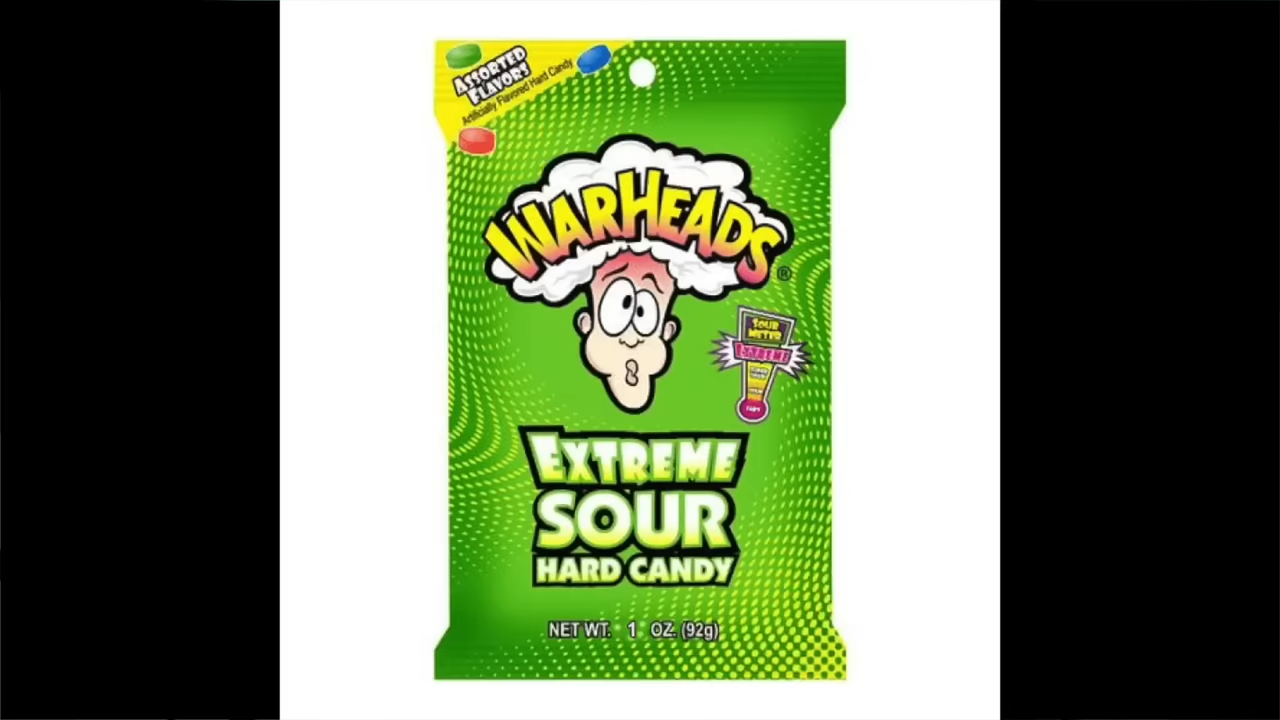 ASSORTED
FLAVORS
Artificially Flavored Hard Candy
WARHEADS®
SOUR
METER
EXTREME
EXTREME
SOUR
HARD CANDY
NET WT. 1 OZ. (92g)